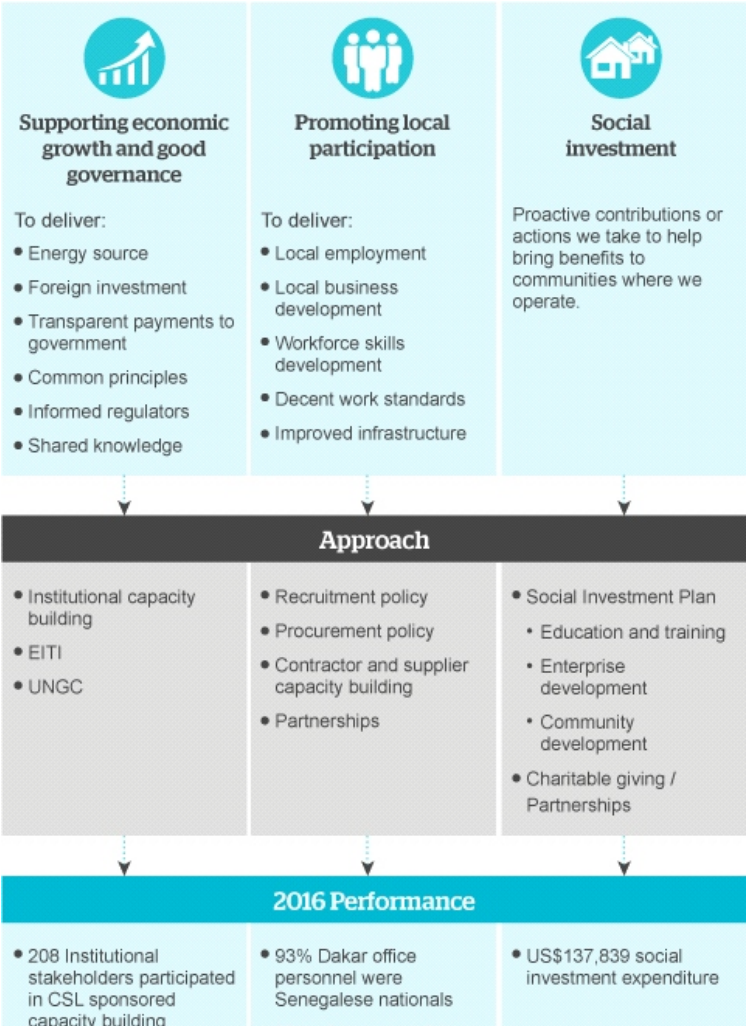 Supporting economic
growth and good
governance
To deliver:
• Energy source
• Foreign investment
• Transparent payments to
government
• Common principles
• Informed regulators
• Shared knowledge
Promoting local
participation
To deliver:
• Local employment
• Local business
development
• Workforce skills
development
• Decent work standards
• Improved infrastructure
Social
investment
Proactive contributions or
actions we take to help
bring benefits to
communities where we
operate.
Approach
• Institutional capacity
building
• EITI
• UNGC
• Recruitment policy
• Procurement policy
• Contractor and supplier
capacity building
• Partnerships
• Social Investment Plan
• Education and training
• Enterprise
development
• Community
development
• Charitable giving /
Partnerships
2016 Performance
• 208 Institutional
stakeholders participated
in CSL sponsored
capacity building
• 93% Dakar office
personnel were
Senegalese nationals
• US$137,839 social
investment expenditure